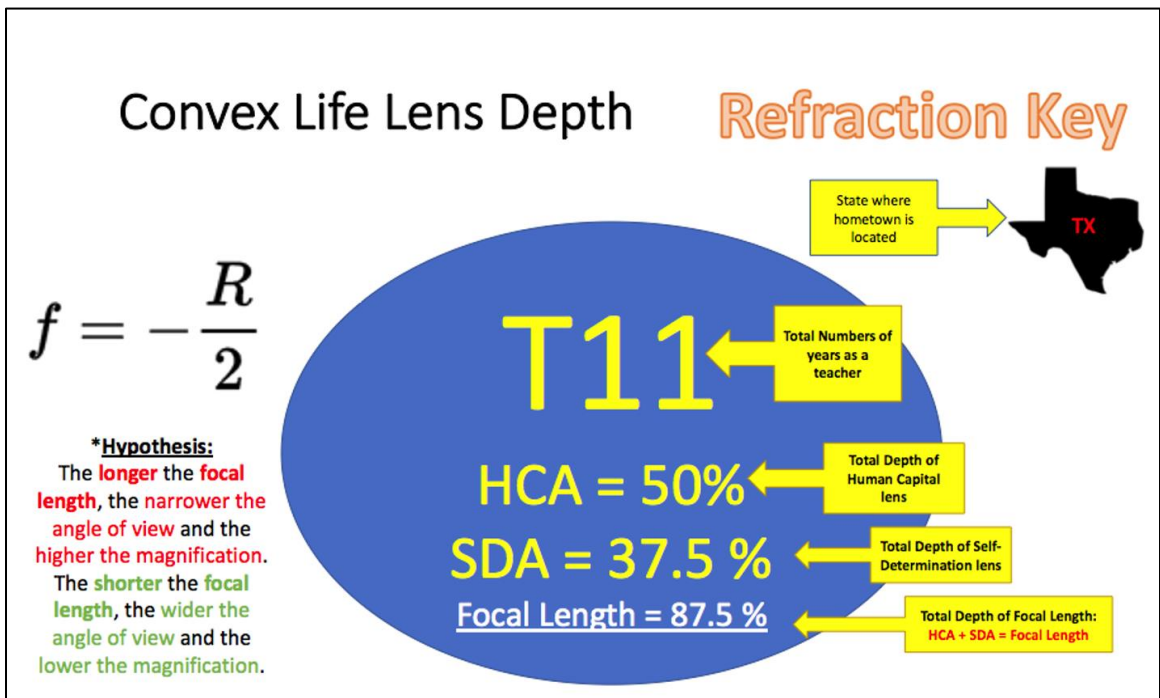 Convex Life Lens Depth
Refraction Key
State where
hometown is
located
TX
f = − R/2
T11
Total Numbers of
years as a
teacher
*Hypothesis:
The longer the focal
length, the narrower the
angle of view and the
higher the magnification.
The shorter the focal
length, the wider the
angle of view and the
lower the magnification.
HCA = 50%
Total Depth of
Human Capital
lens
SDA = 37.5 %
Total Depth of Self-
Determination lens
Focal Length = 87.5 %
Total Depth of Focal Length:
HCA + SDA = Focal Length